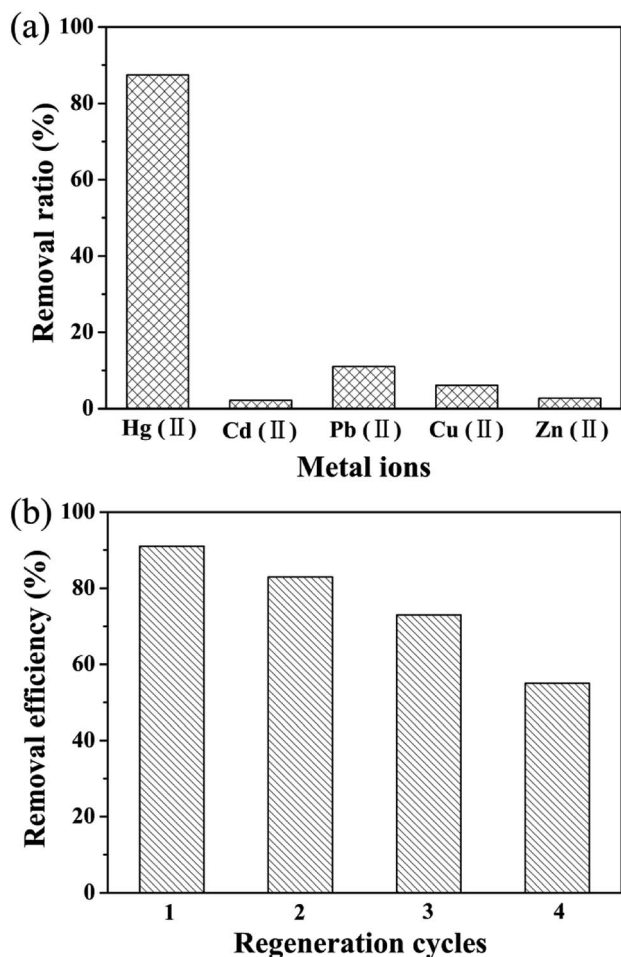 (a)
100
80
60
40
20
0
Removal ratio (%)
Hg (Ⅱ) Cd (Ⅱ) Pb (Ⅱ) Cu (Ⅱ) Zn (Ⅱ)
Metal ions
(b)
100
80
60
40
20
0
Removal efficiency (%)
1 2 3 4
Regeneration cycles